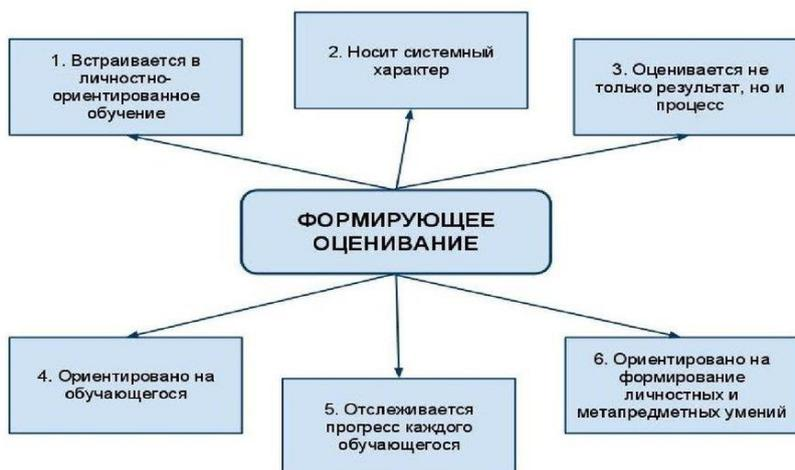 1. Встраивается в
личностно-
ориентированное
обучение
2. Носит системный
характер
3. Оценивается не
только результат, но и
процесс
ФОРМИРУЮЩЕЕ
ОЦЕНИВАНИЕ
4. Ориентировано на
обучающегося
5. Отслеживается
прогресс каждого
обучающегося
6. Ориентировано на
формирование
личностных и
метапредметных умений